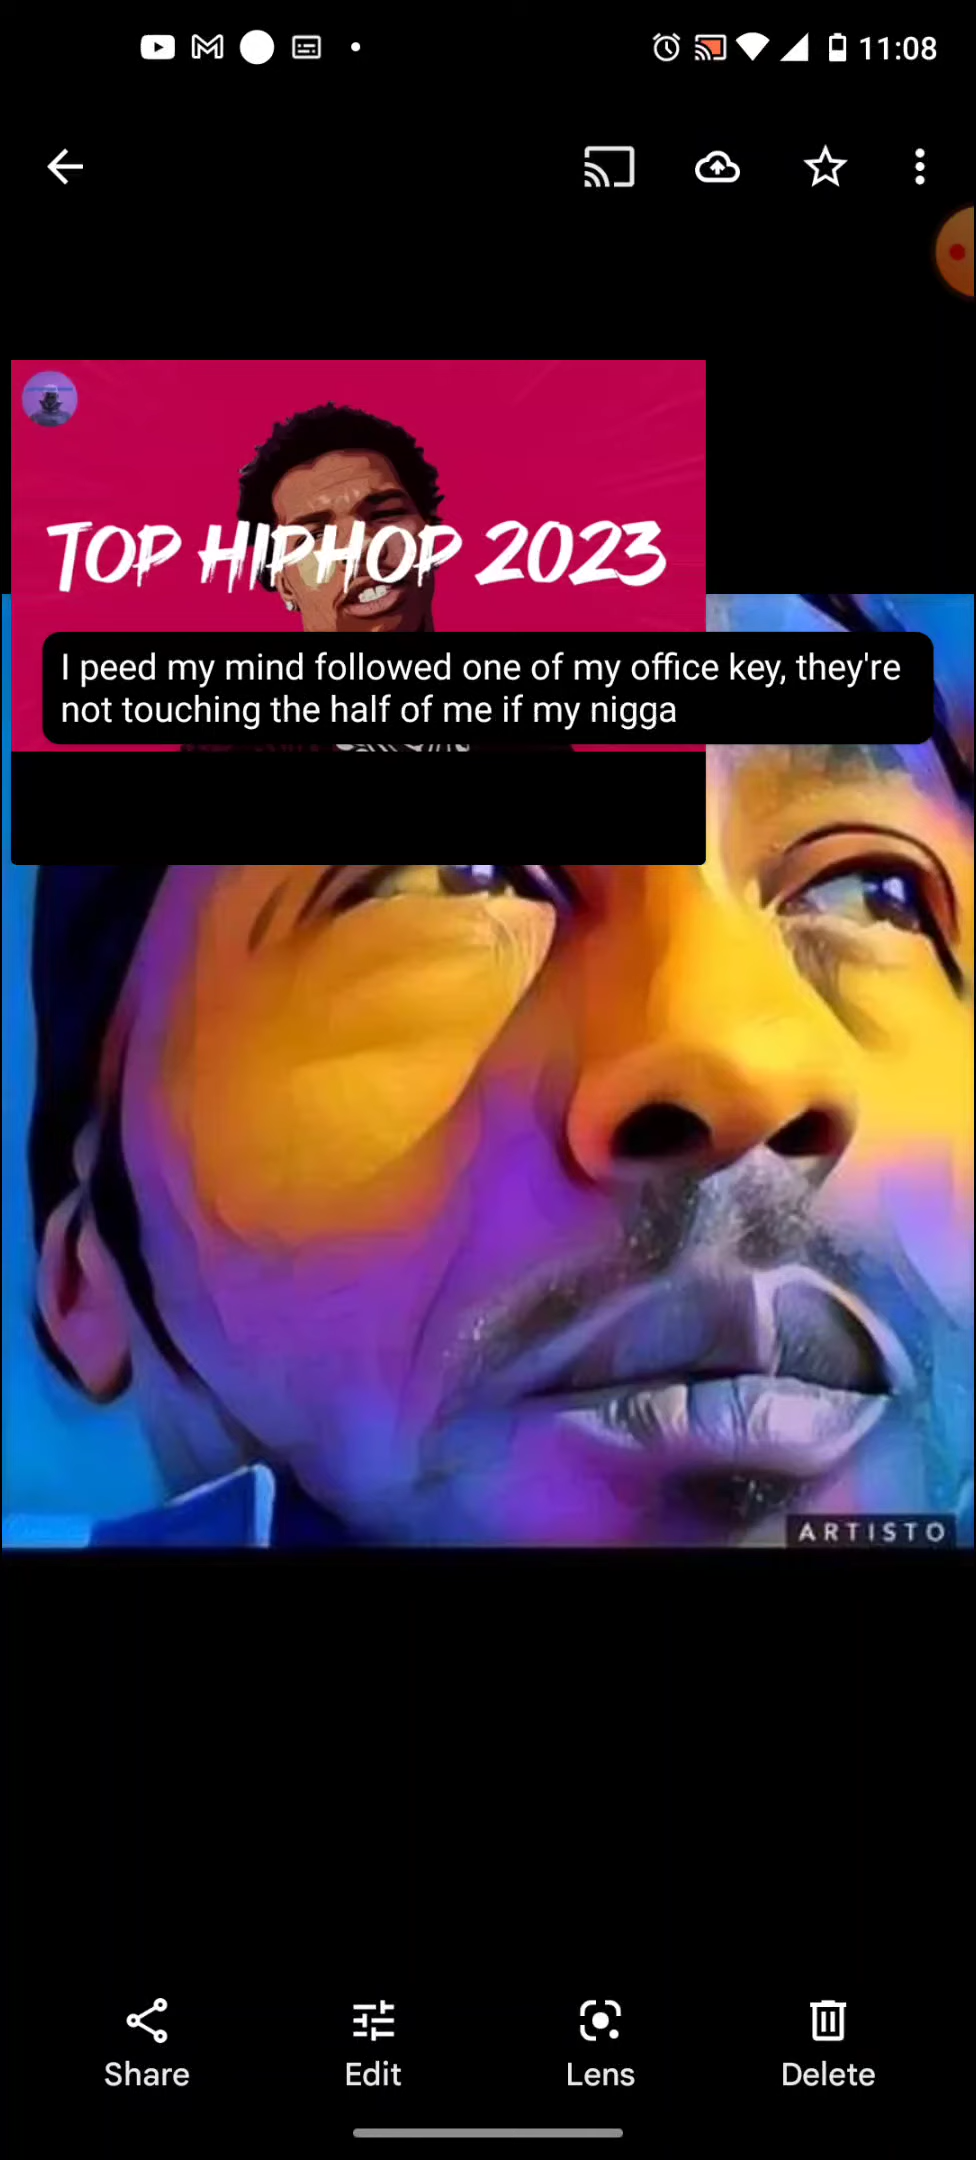 11:08
TOP HIPHOP 2023
I peed my mind followed one of my office key, they're
not touching the half of me if my nigga
ARTISTO
Share Edit Lens Delete